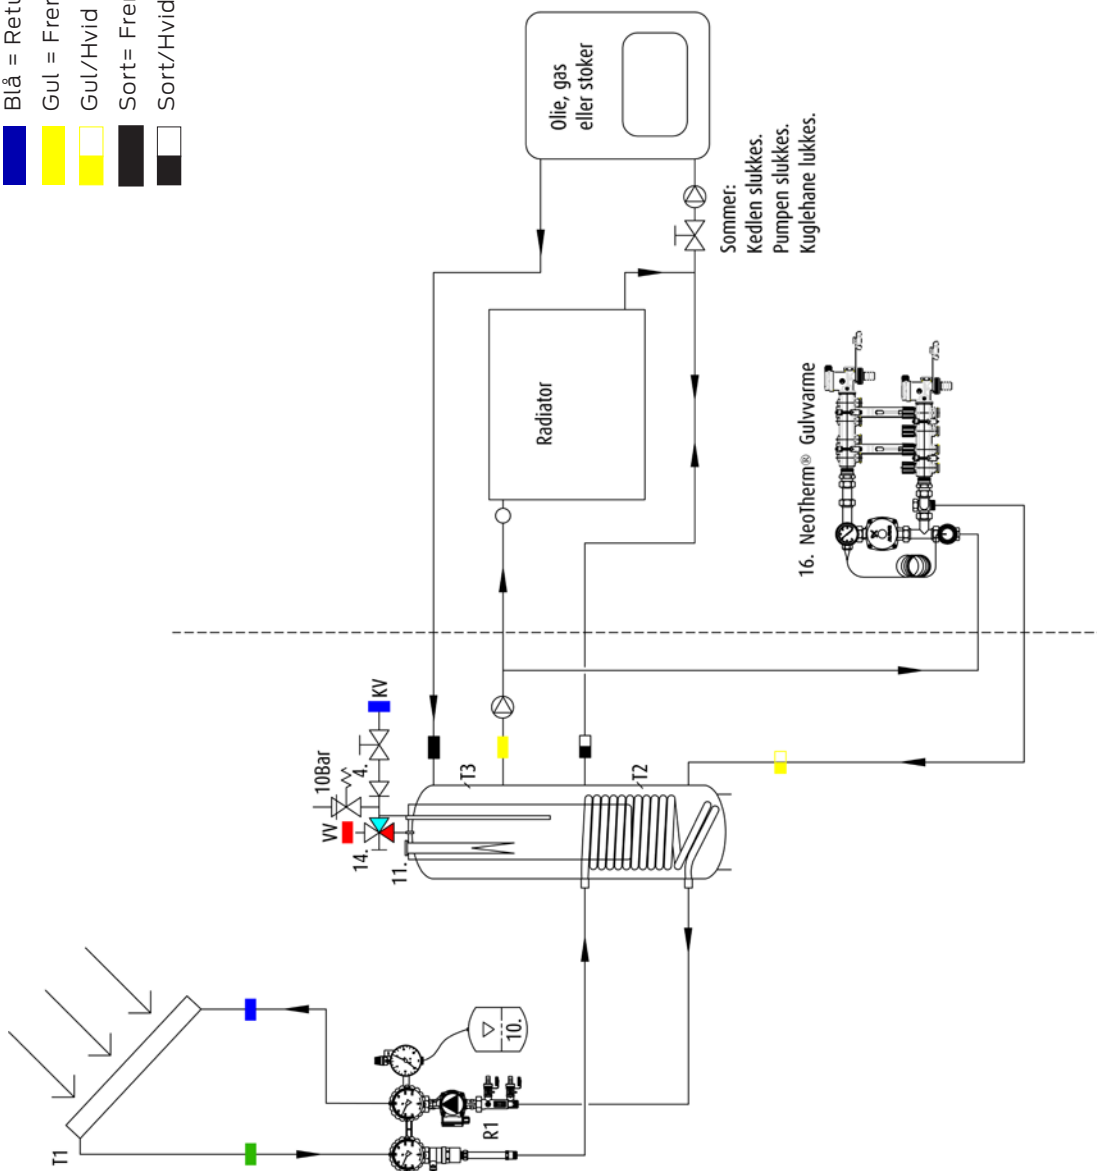 Blå = Retu
Gul = Frem
Gul/Hvid
Sort= Frem
Sort/Hvid
Olie, gas
eller stoker
Sommer:
Kedlen slukkes.
Pumpen slukkes.
Kuglehane lukkes.
Radiator
16. NeoTherm® Gulvvarme
KV
10Bar
4.
VV
14.
11.
T3
T2
T1
10.
R1